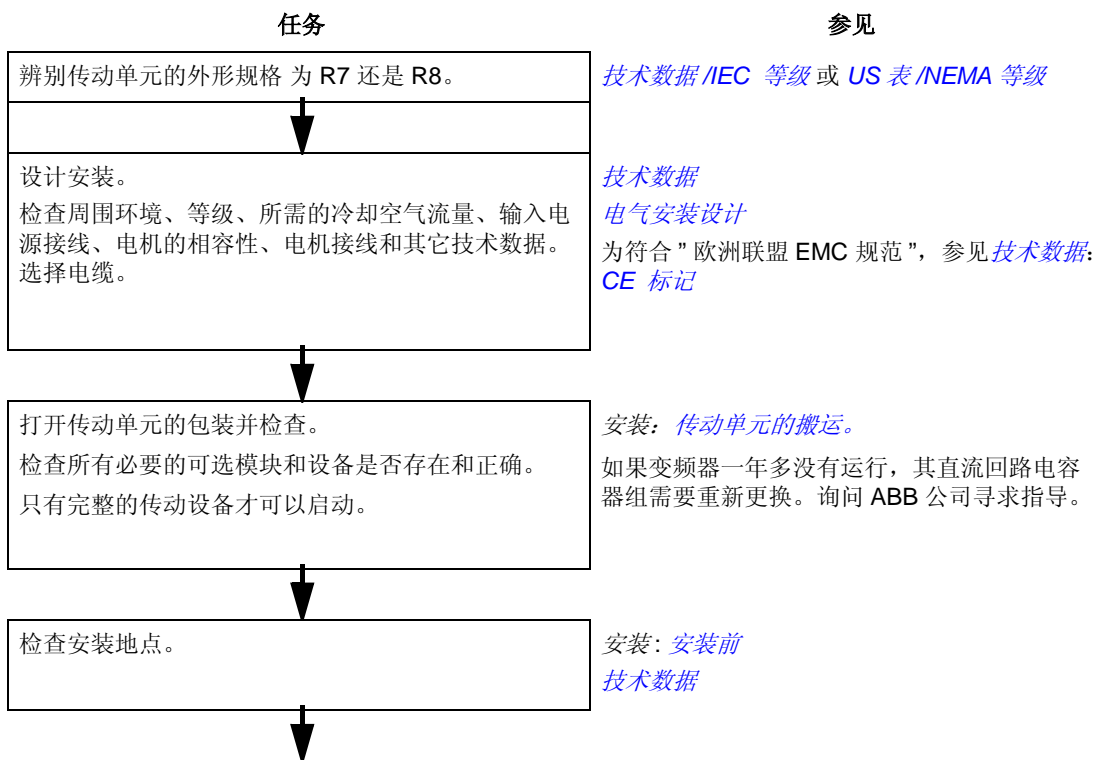 任务
参见
辨别传动单元的外形规格 为 R7 还是 R8。
技术数据 /IEC 等级 或 US 表 /NEMA 等级
设计安装。
检查周围环境、等级、所需的冷却空气流量、输入电
源接线、电机的相容性、电机接线和其它技术数据。
选择电缆。
技术数据
电气安装设计
为符合 " 欧洲联盟 EMC 规范 "，参见技术数据:
CE 标记
打开传动单元的包装并检查。
检查所有必要的可选模块和设备是否存在和正确。
只有完整的传动设备才可以启动。
安装：传动单元的搬运。
如果变频器一年多没有运行，其直流回路电容
器组需要重新更换。询问 ABB 公司寻求指导。
检查安装地点。
安装 : 安装前
技术数据